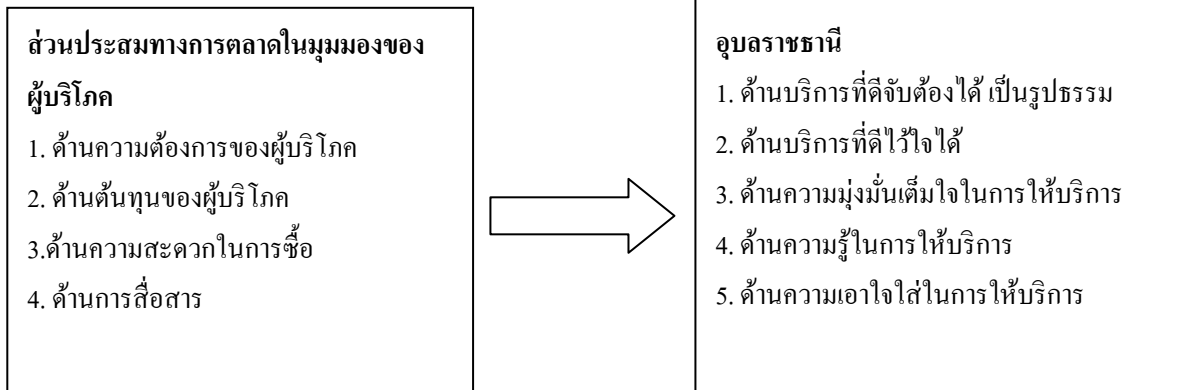 ส่วนประสมทางการตลาดในมุมมองของ
ผู้บริโภค
1. ด้านความต้องการของผู้บริโภค
2. ด้านต้นทุนของผู้บริโภค
3.ด้านความสะดวกในการซื้อ
4. ด้านการสื่อสาร
อุบลราชธานี
1. ด้านบริการที่ดีจับต้องได้ เป็นรูปธรรม
2. ด้านบริการที่ดีไว้ใจได้
3. ด้านความมุ่งมั่นเต็มใจในการให้บริการ
4. ด้านความรู้ในการให้บริการ
5. ด้านความเอาใจใส่ในการให้บริการ